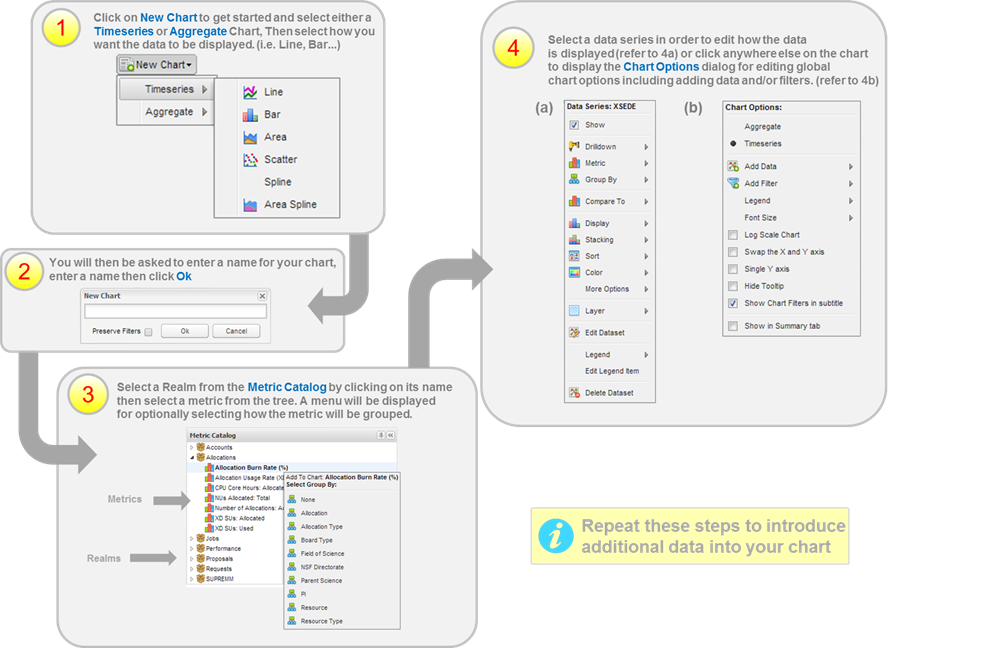 1
Click on New Chart to get started and select either a
Timeseries or Aggregate Chart, Then select how you
want the data to be displayed. (i.e. Line, Bar...)
New Chart
Timeseries
Aggregate
Line
Bar
Area
Scatter
Spline
Area Spline
2
You will then be asked to enter a name for your chart,
enter a name then click Ok
New Chart
Preserve Filters
Ok
Cancel
3
Select a Realm from the Metric Catalog by clicking on its name
then select a metric from the tree. A menu will be displayed
for optionally selecting how the metric will be grouped.
Metrics
Realms
Metric Catalog
Accounts
Allocations
Allocation Burn Rate (%)
Allocation Usage Rate (X
CPU Core Hours: Allocate
NUs Allocated: Total
Number of Allocations: A
XD SUs: Allocated
XD SUs: Used
Jobs
Performance
Proposals
Requests
SUPREMM
Add To Chart: Allocation Burn Rate (%)
Select Group By:
None
Allocation
Allocation Type
Board Type
Field of Science
NSF Directorate
Parent Science
PI
Resource
Resource Type
4
Select a data series in order to edit how the data
is displayed (refer to 4a) or click anywhere else on the chart
to display the Chart Options dialog for editing global
chart options including adding data and/or filters. (refer to 4b)
(a)
Data Series: XSEDE
Show
Drilldown
Metric
Group By
Compare To
Display
Stacking
Sort
Color
More Options
Layer
Edit Dataset
Legend
Edit Legend Item
Delete Dataset
(b)
Chart Options:
Aggregate
Timeseries
Add Data
Add Filter
Legend
Font Size
Log Scale Chart
Swap the X and Y axis
Single Y axis
Hide Tooltip
Show Chart Filters in subtitle
Show in Summary tab
i
Repeat these steps to introduce
additional data into your chart